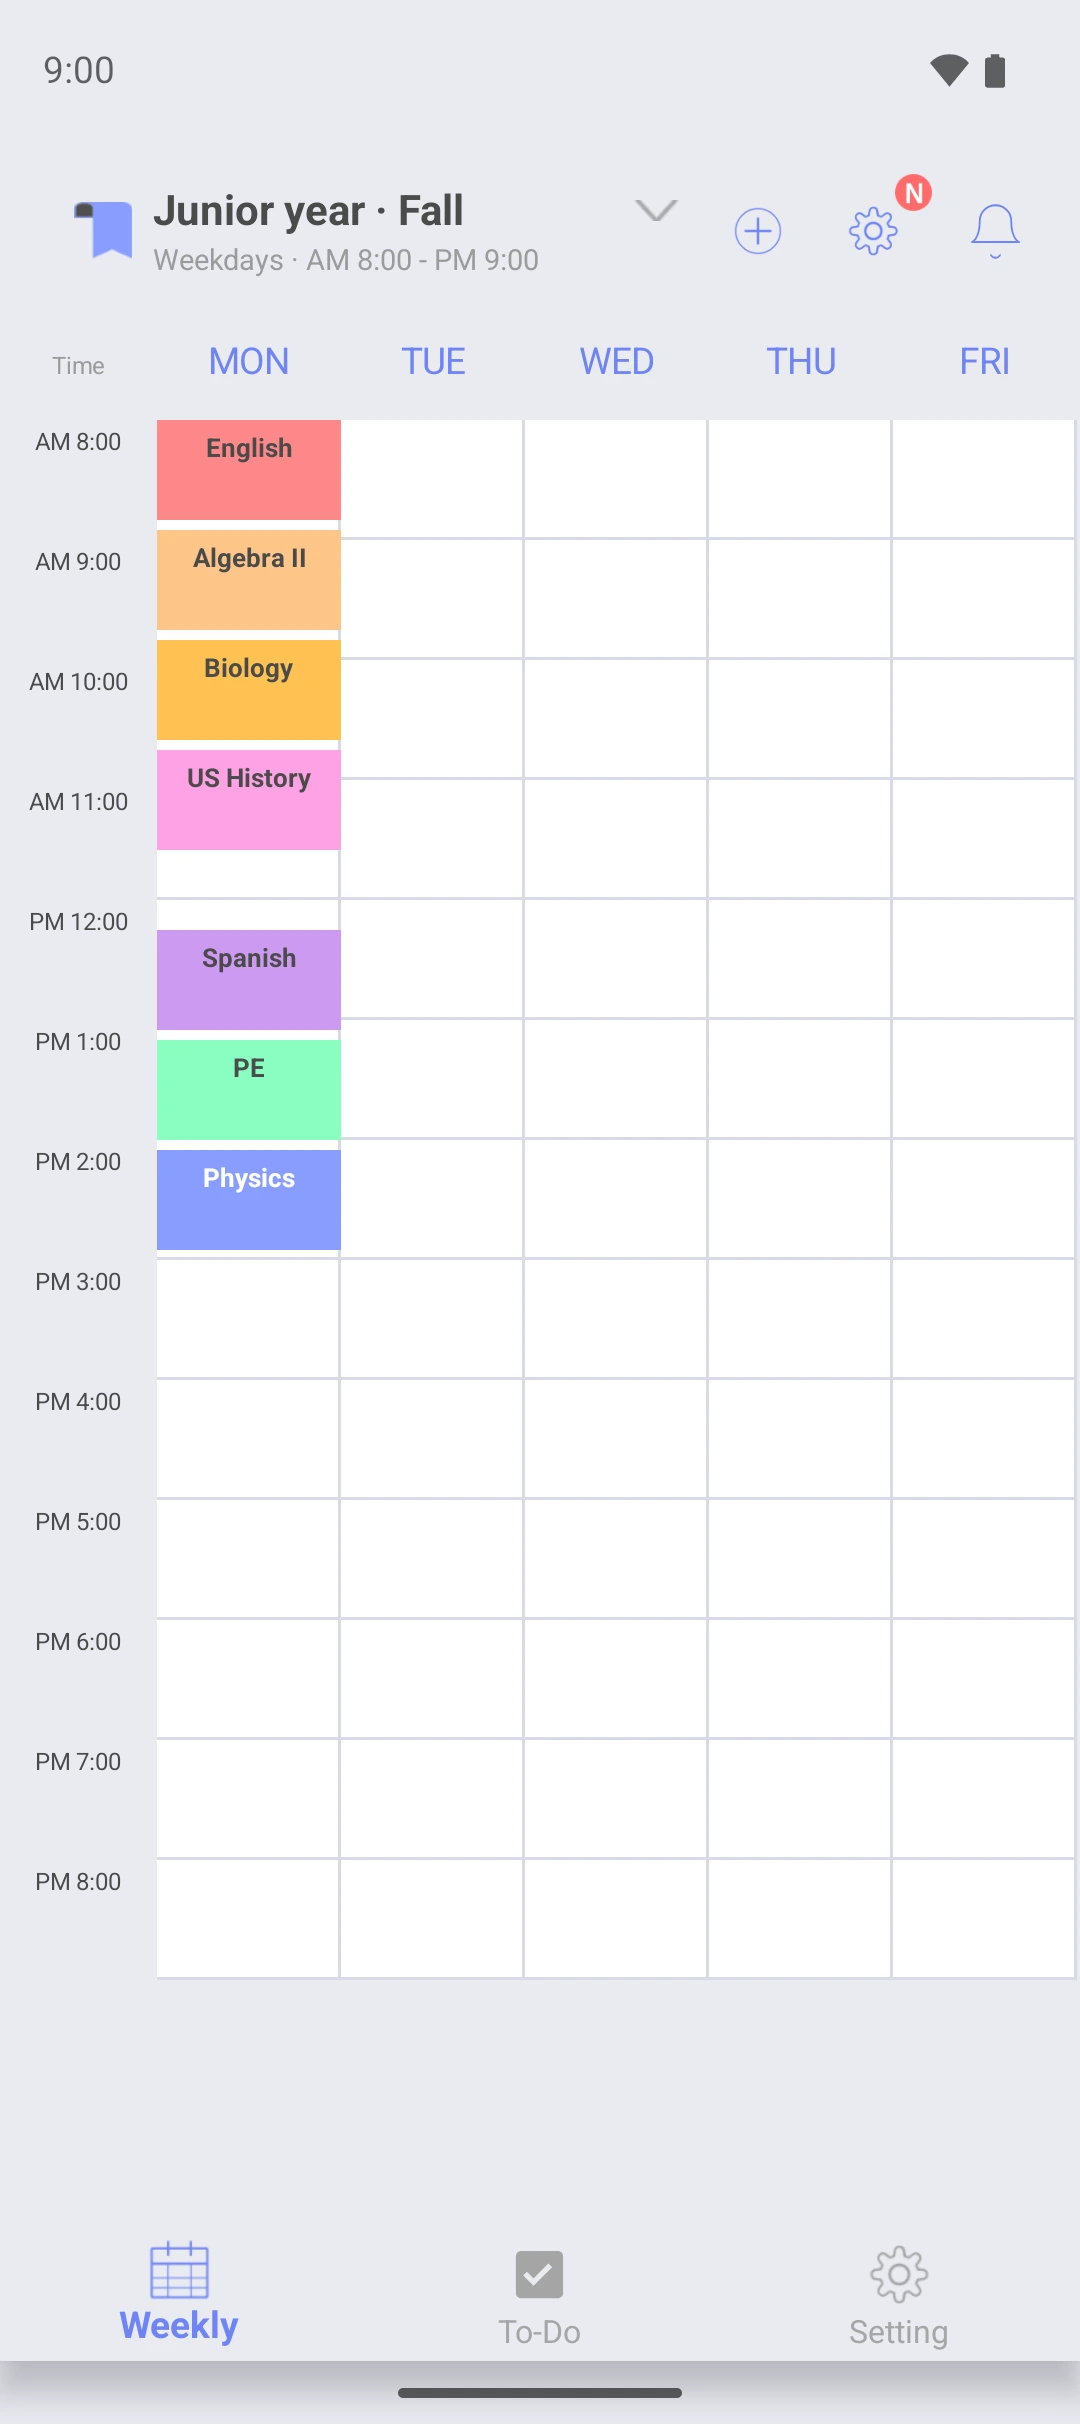 9:00
Junior year · Fall
N
Weekdays · AM 8:00 - PM 9:00
Time MON TUE WED THU FRI
AM 8:00
English
AM 9:00
Algebra II
Biology
AM 10:00
US History
AM 11:00
PM 12:00
Spanish
PM 1:00
PE
PM 2:00
Physics
PM 3:00
PM 4:00
PM 5:00
PM 6:00
PM 7:00
PM 8:00
Weekly To-Do Setting